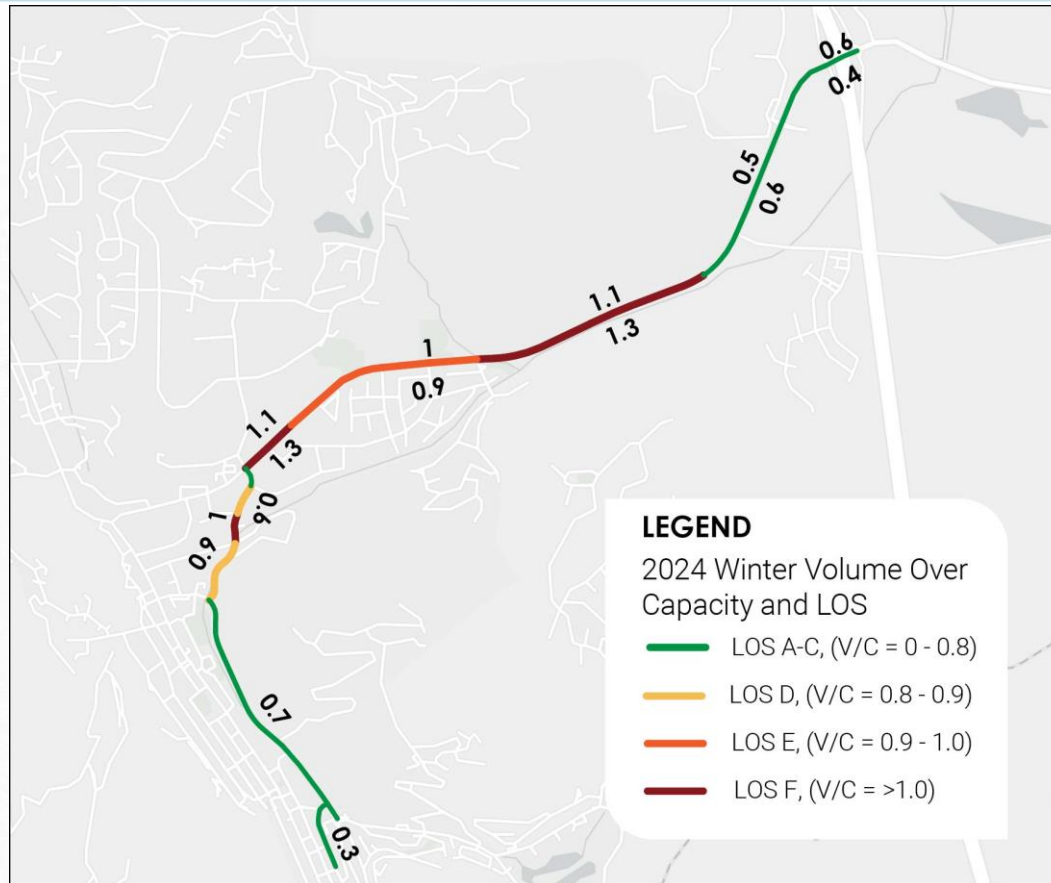 0.6
0.4
0.5
0.6
1.1
1.3
1
0.9
1.1
1.3
0.6
1
0.9
0.7
0.3
LEGEND
2024 Winter Volume Over
Capacity and LOS
LOS A-C, (V/C = 0 - 0.8)
LOS D, (V/C = 0.8 - 0.9)
LOS E, (V/C = 0.9 - 1.0)
LOS F, (V/C = >1.0)